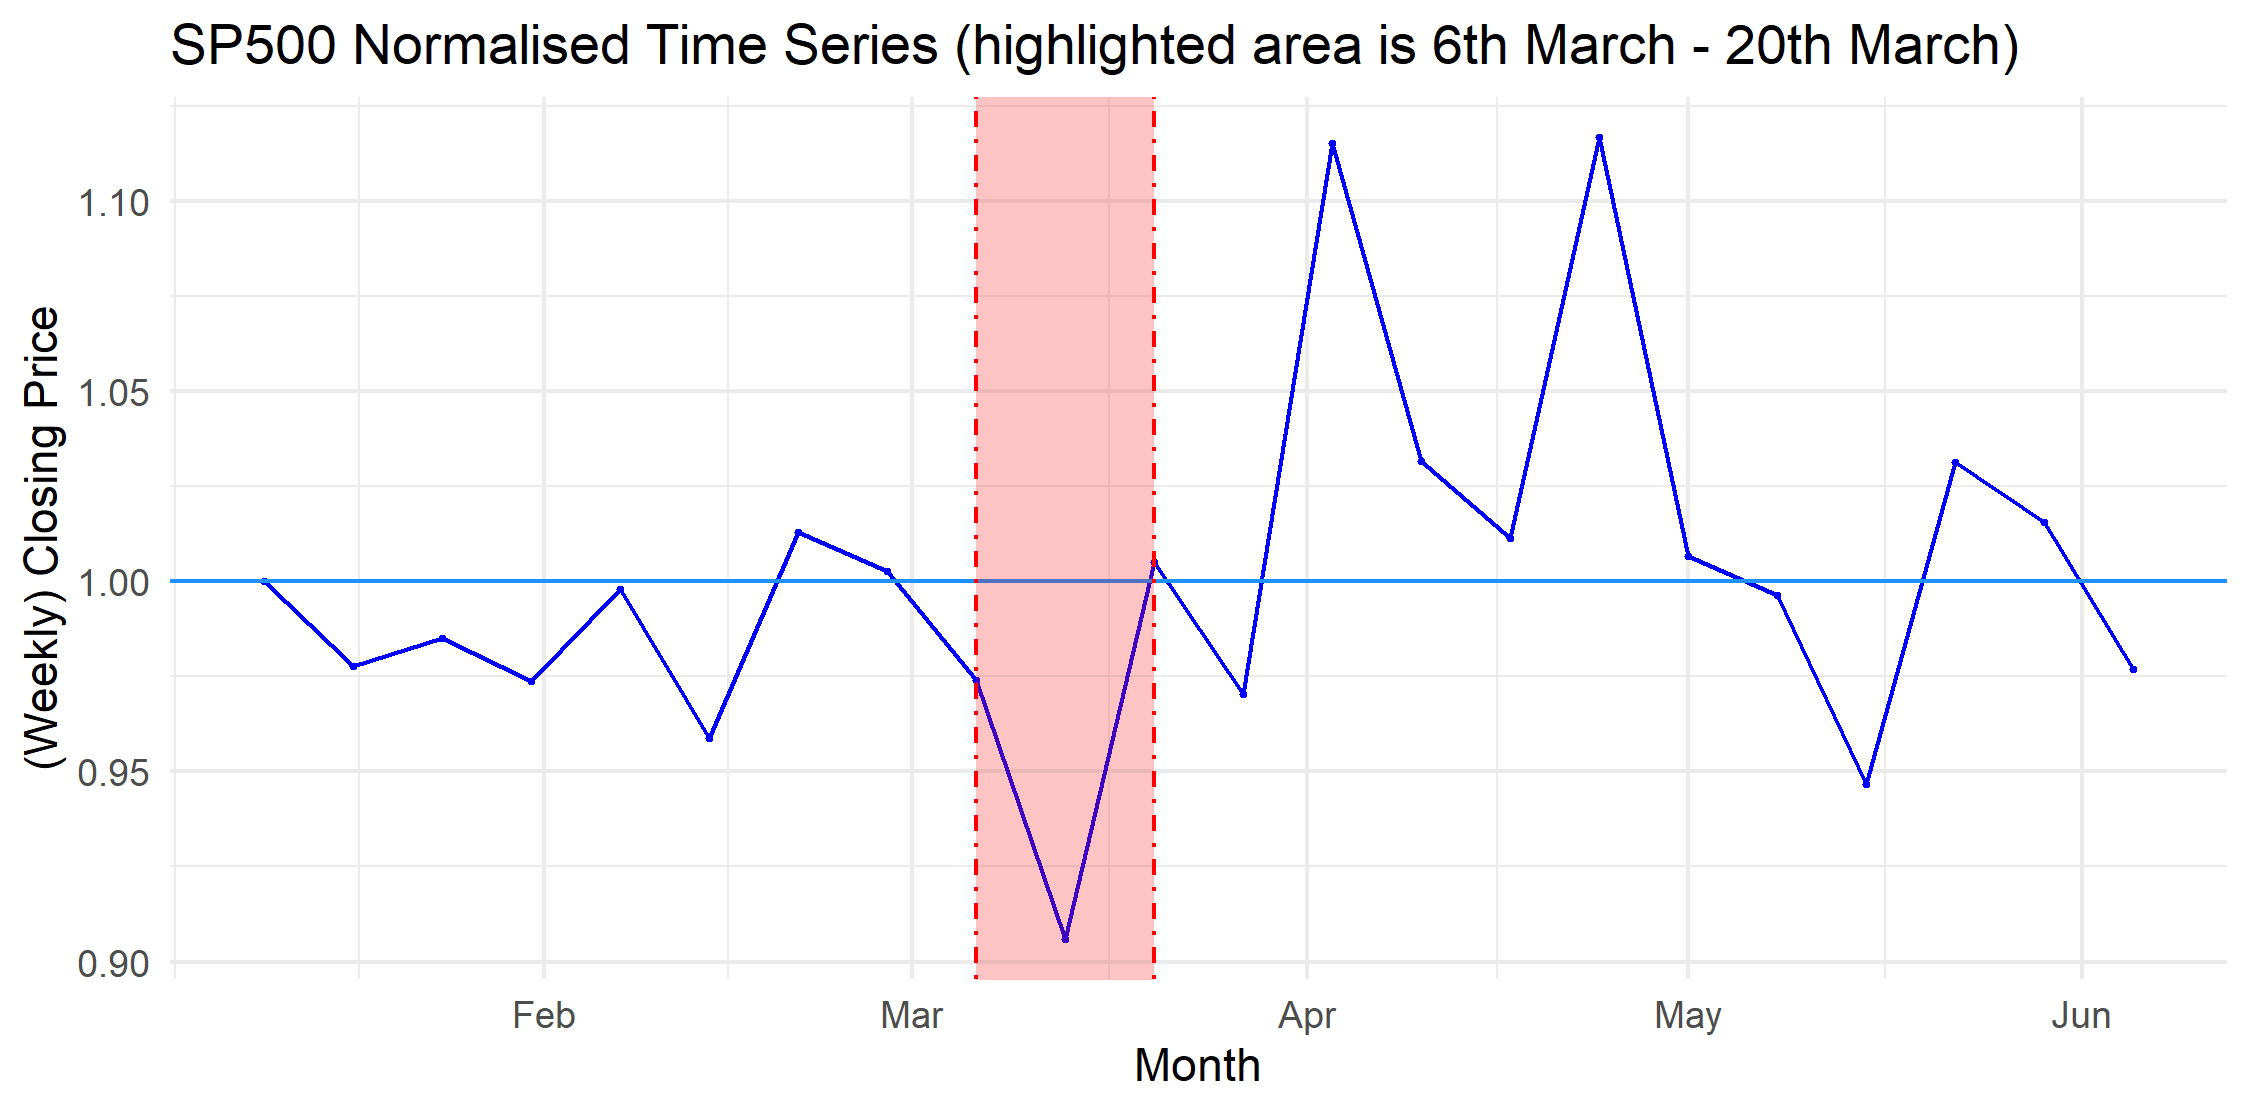 SP500 Normalised Time Series (highlighted area is 6th March - 20th March)
(Weekly) Closing Price
1.10
1.05
1.00
0.95
0.90
Feb Mar Apr May Jun
Month